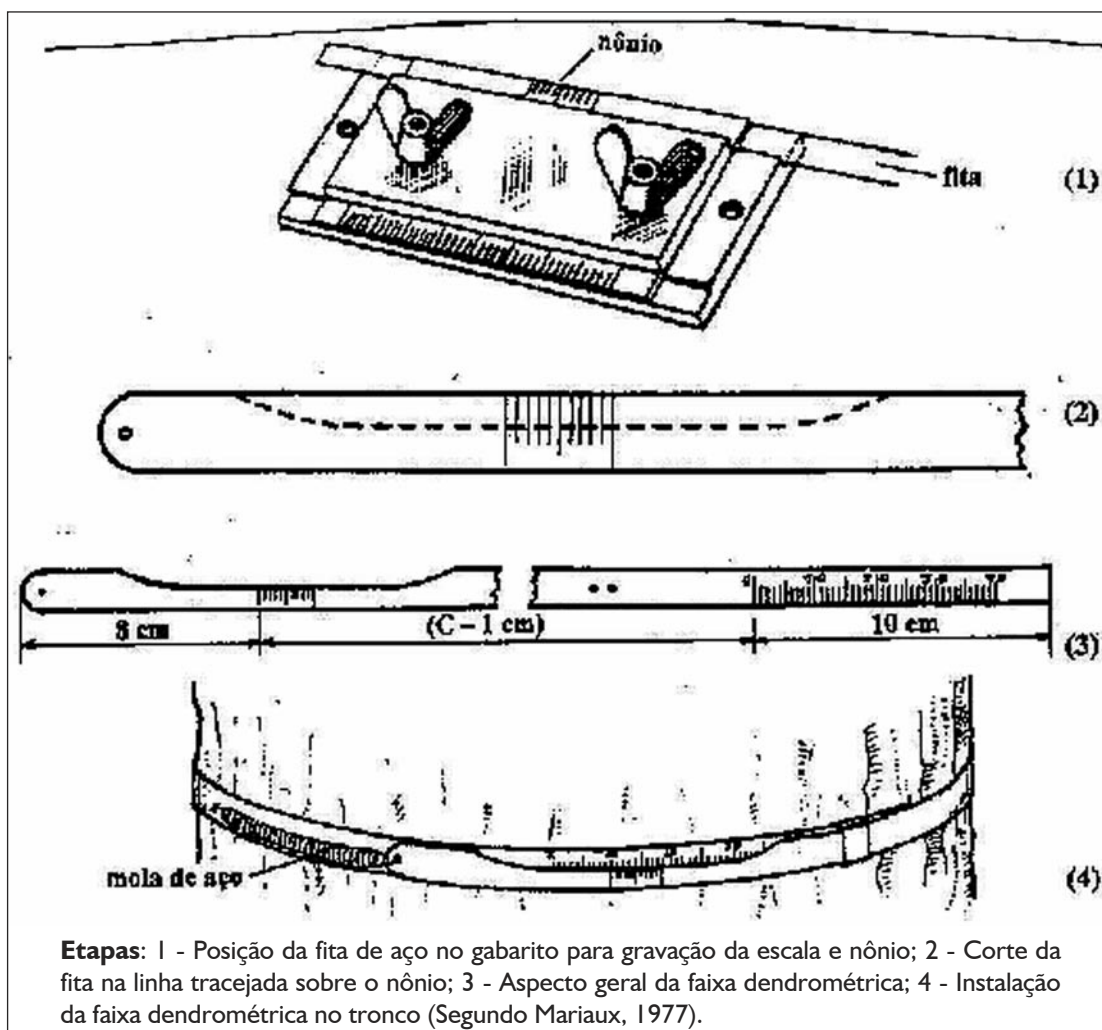 nônio
fita
(1)
(2)
8 cm
(C – 1 cm)
10 cm
(3)
mola de aço
(4)
Etapas: 1 - Posição da fita de aço no gabarito para gravação da escala e nônio; 2 - Corte da
fita na linha tracejada sobre o nônio; 3 - Aspecto geral da faixa dendrométrica; 4 - Instalação
da faixa dendrométrica no tronco (Segundo Mariaux, 1977).